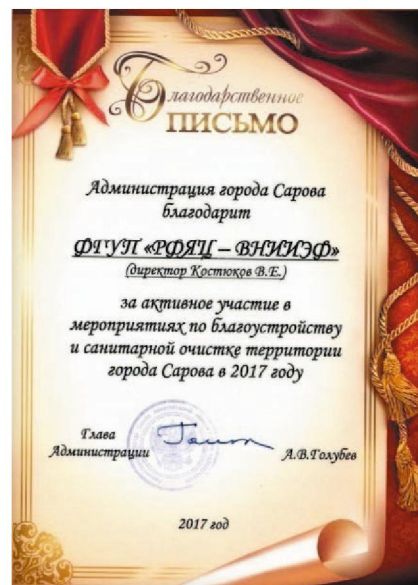 Благодарственное
ПИСЬМО
Администрация города Сарова
благодарит
ФГУП «РФЯЦ – ВНИИЭФ»
(директор Костюков В.Е.)
за активное участие в
мероприятиях по благоустройству
и санитарной очистке территории
города Сарова в 2017 году
Глава
Администрации
А.В.Голубев
2017 год